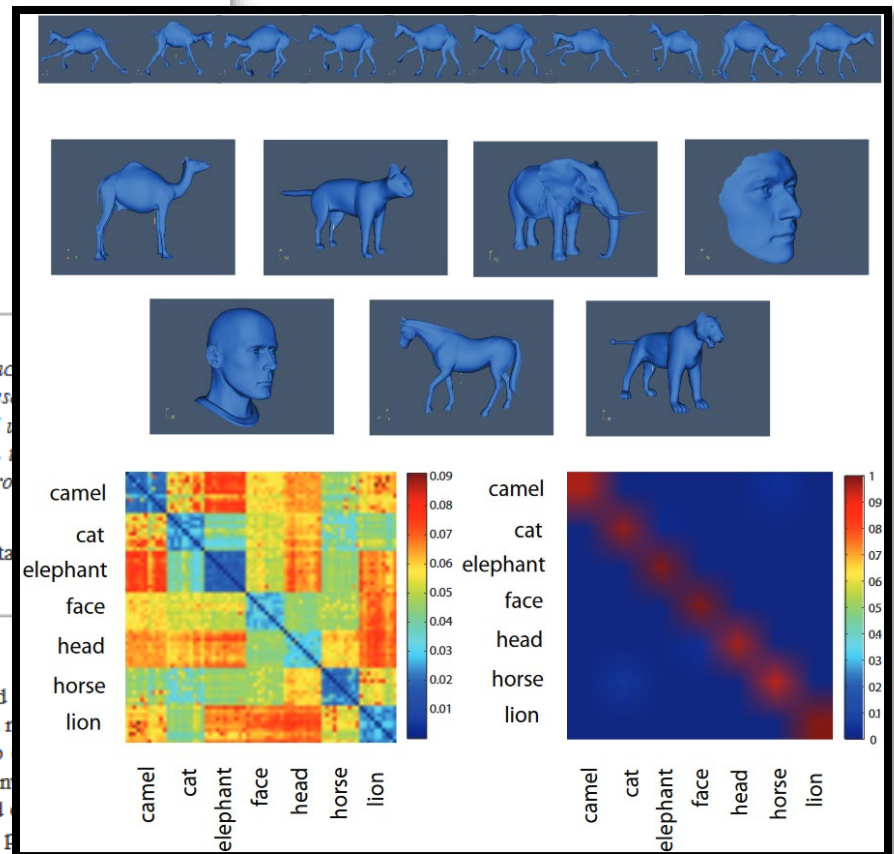 camel
cat
elephant
face
head
horse
lion
0.09
0.08
0.07
0.06
0.05
0.04
0.03
0.02
0.01
camel
cat
elephant
face
head
horse
lion
camel
cat
elephant
face
head
horse
lion
1
0.9
0.8
0.7
0.6
0.5
0.4
0.3
0.2
0.1
0
camel
cat
elephant
face
head
horse
lion